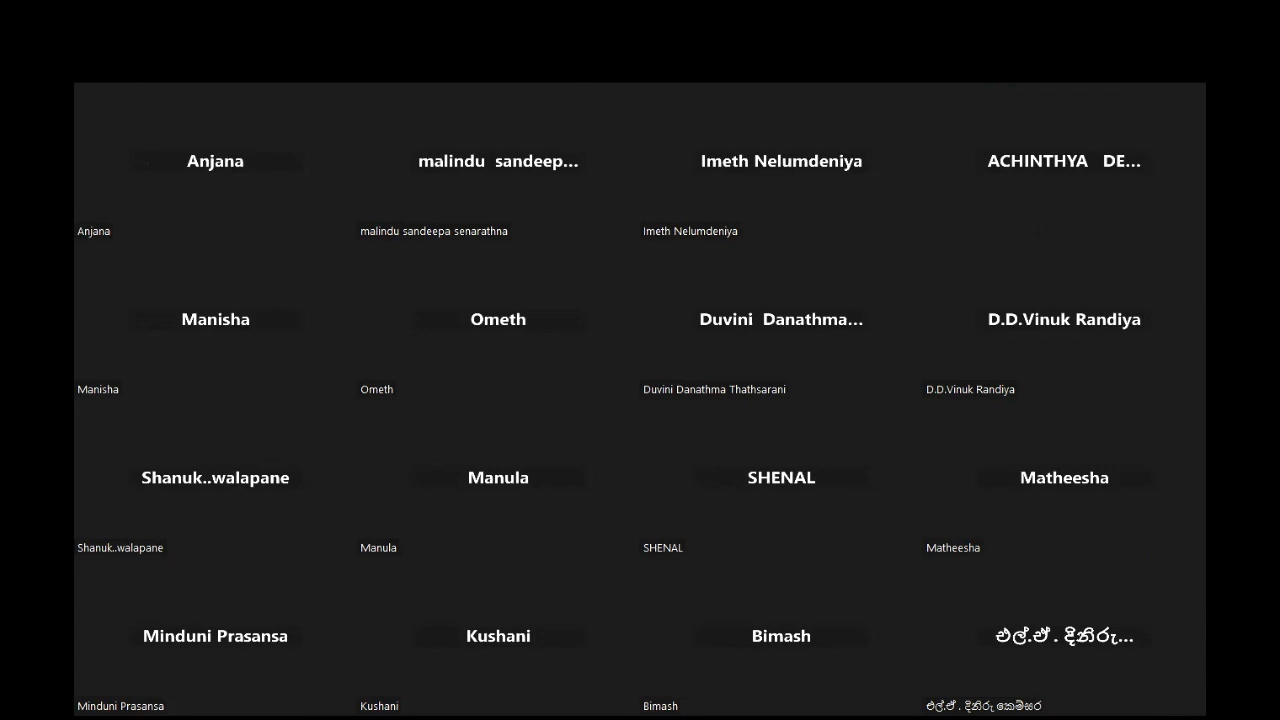 Anjana
malindu sandeep...
Imeth Nelumdeniya
ACHINTHYA DE...
Anjana
malindu sandeepa senarathna
Imeth Nelumdeniya
Manisha
Ometh
Duvini Danathma...
D.D.Vinuk Randiya
Manisha
Ometh
Duvini Danathma Thathsarani
D.D.Vinuk Randiya
Shanuk..walapane
Manula
SHENAL
Matheesha
Shanuk..walapane
Manula
SHENAL
Matheesha
Minduni Prasansa
Kushani
Bimash
එල්.ඒ . දිනිරු...
Minduni Prasansa
Kushani
Bimash
එල්.ඒ . දිනිරු කෙමිසර